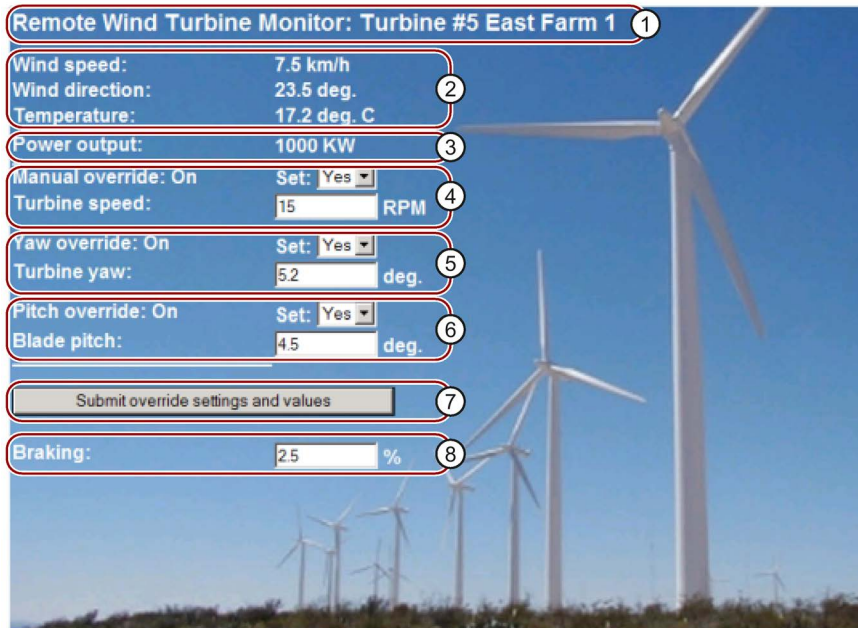 Remote Wind Turbine Monitor: Turbine #5 East Farm 1 1
Wind speed: 7.5 km/h
Wind direction: 23.5 deg. 2
Temperature: 17.2 deg. C
Power output: 1000 KW 3
Manual override: On Set: Yes
4
Turbine speed: 15 RPM
Yaw override: On Set: Yes
5
Turbine yaw: 5.2 deg.
Pitch override: On Set: Yes
6
Blade pitch: 4.5 deg.
Submit override settings and values 7
Braking: 2.5 % 8